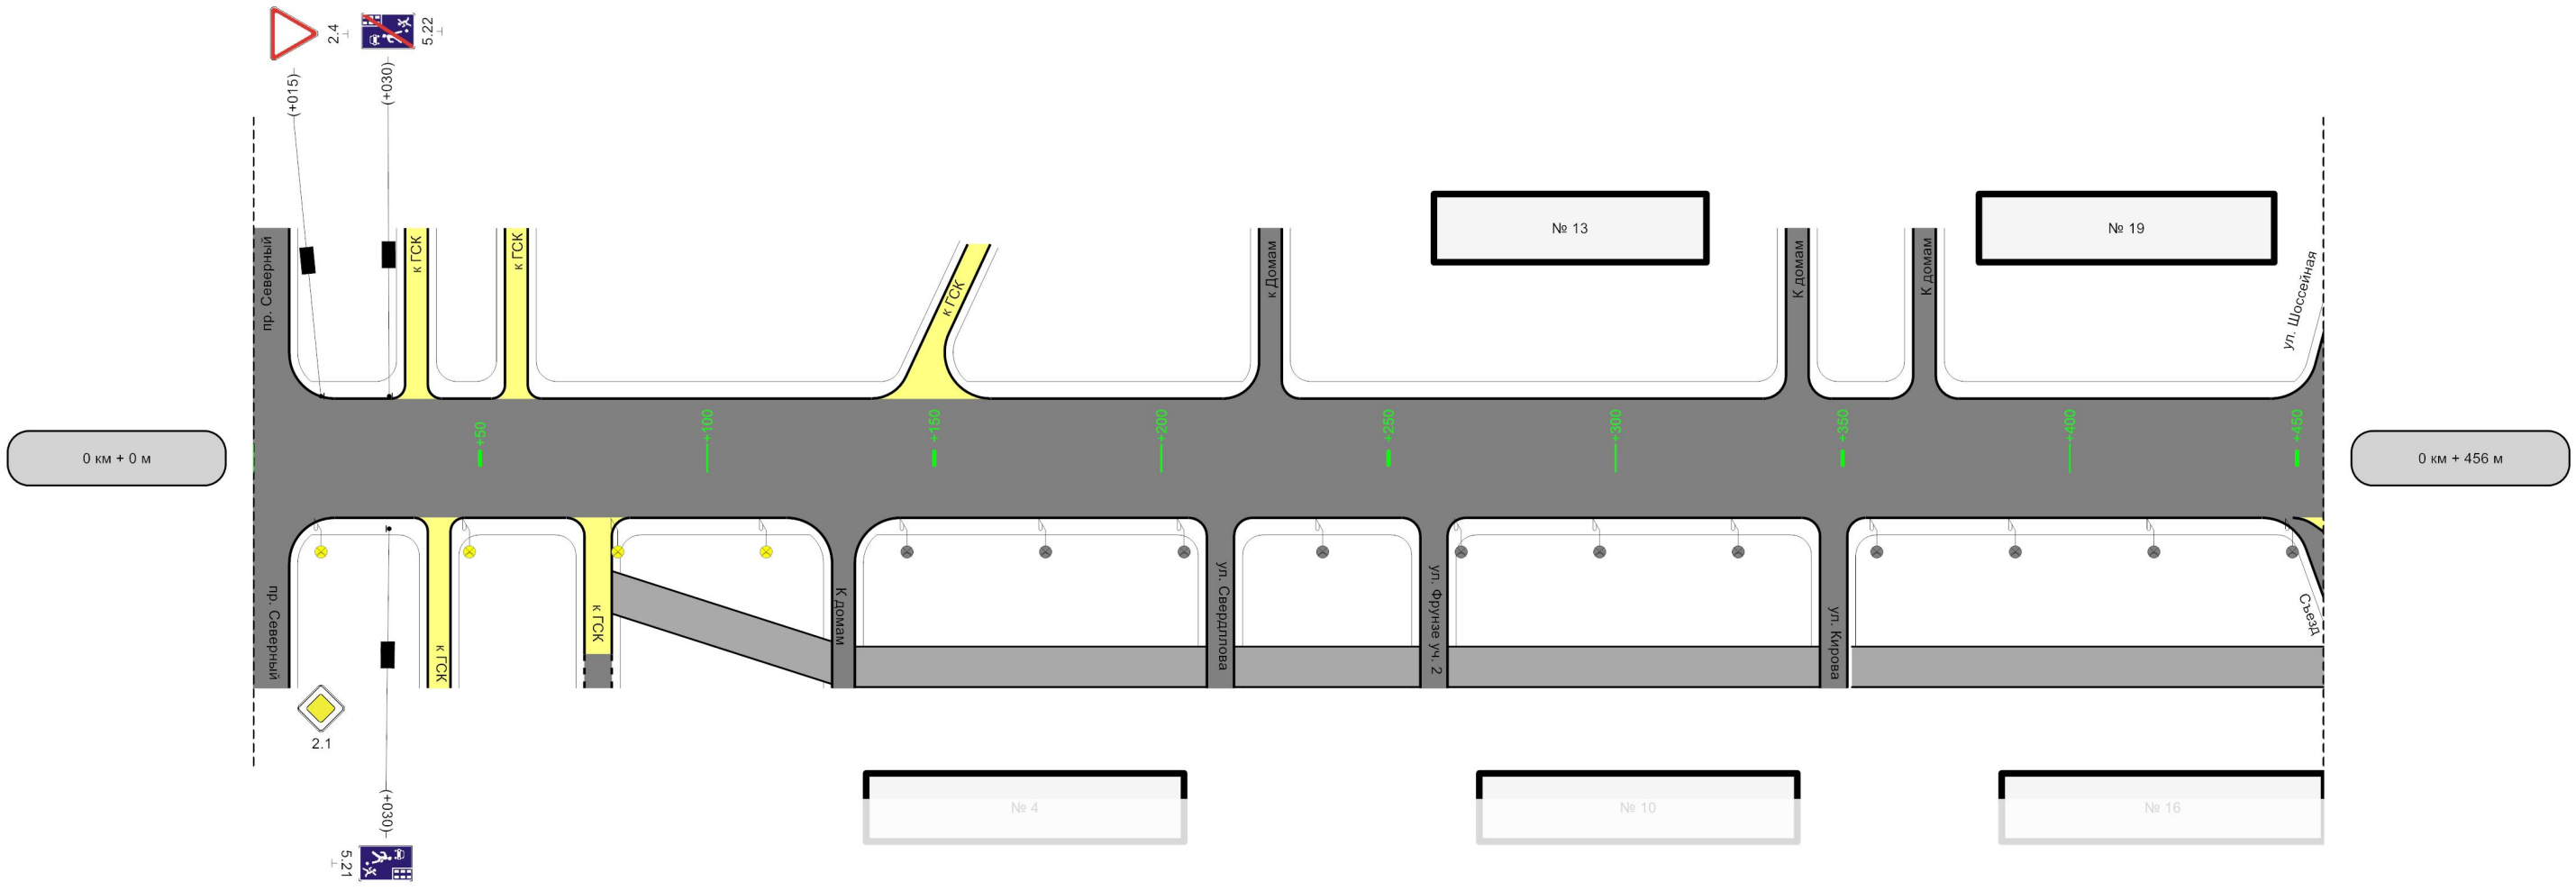 2.4
5.22
(+015)
(+030)
пр. Северный
к ГСК
к ГСК
к ГСК
к Домам
№ 13
К домам
К домам
№ 19
ул. Шоссейная
0 км + 0 м
+50
+100
+150
+200
+250
+300
+350
+400
+450
0 км + 456 м
пр. Северный
к ГСК
к ГСК
К домам
ул. Свердллова
ул. Фрунзе уч. 2
ул. Кирова
Съезд
2.1
(+030)
№ 4
№ 10
№ 16
5.21